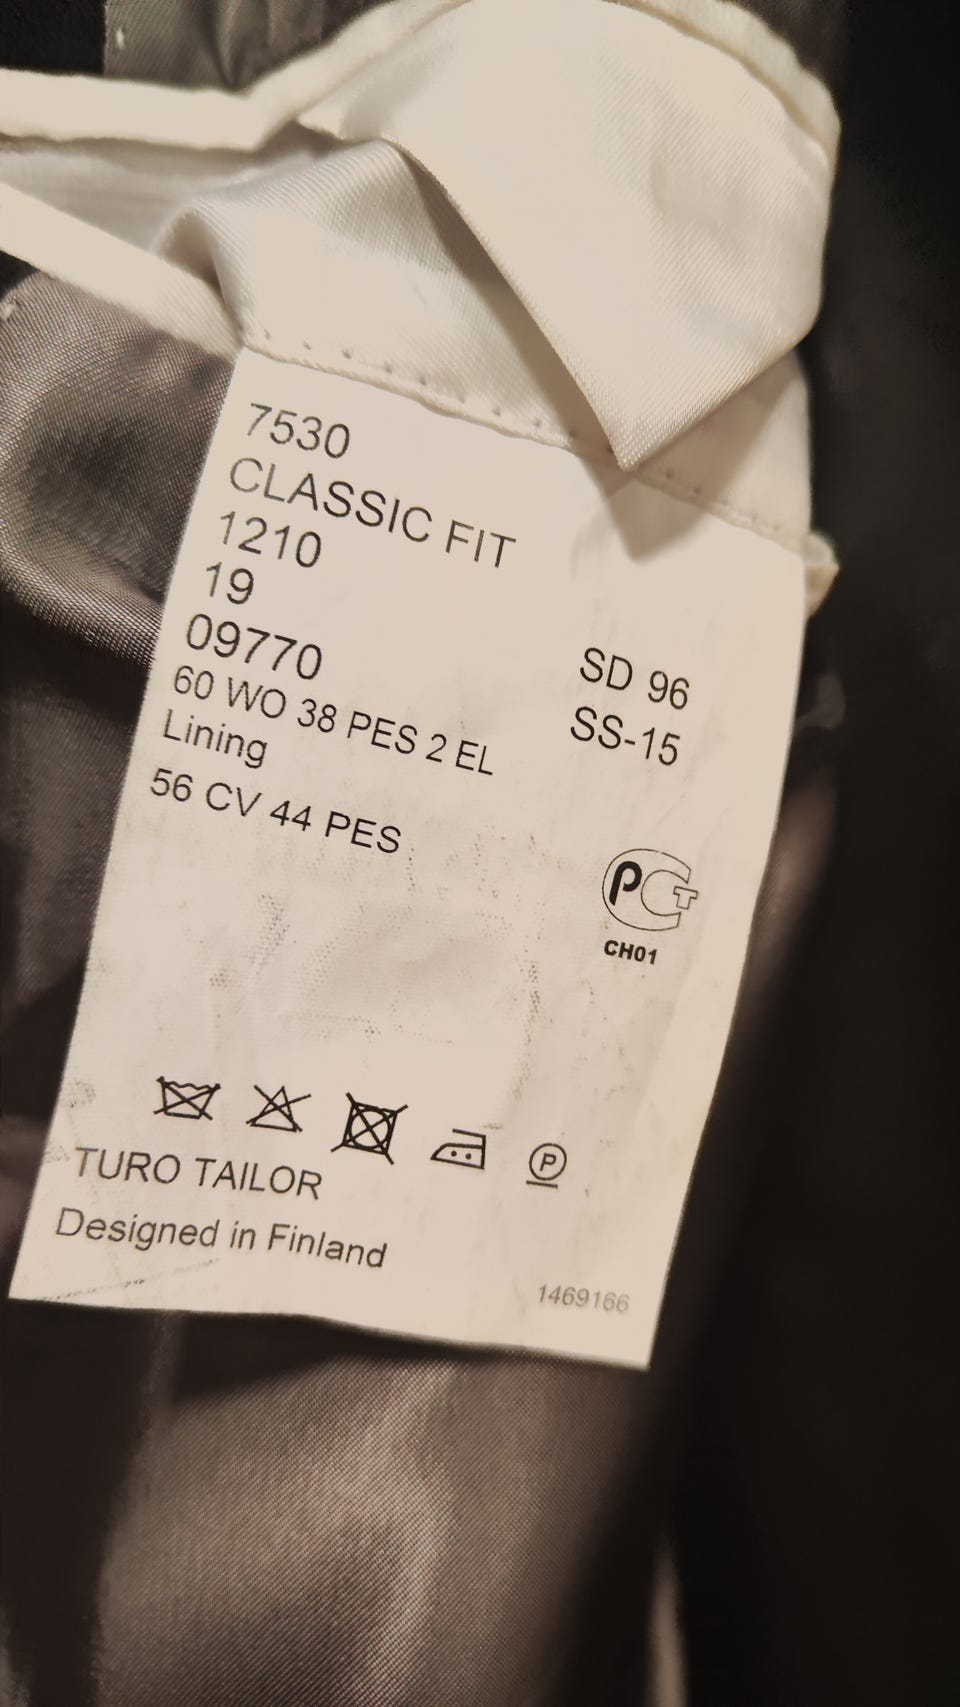 7530
CLASSIC FIT
1210
19
09770
SD 96
60 WO 38 PES 2 EL
SS-15
Lining
56 CV 44 PES
PCT
CH01
P
TURO TAILOR
Designed in Finland
1469166